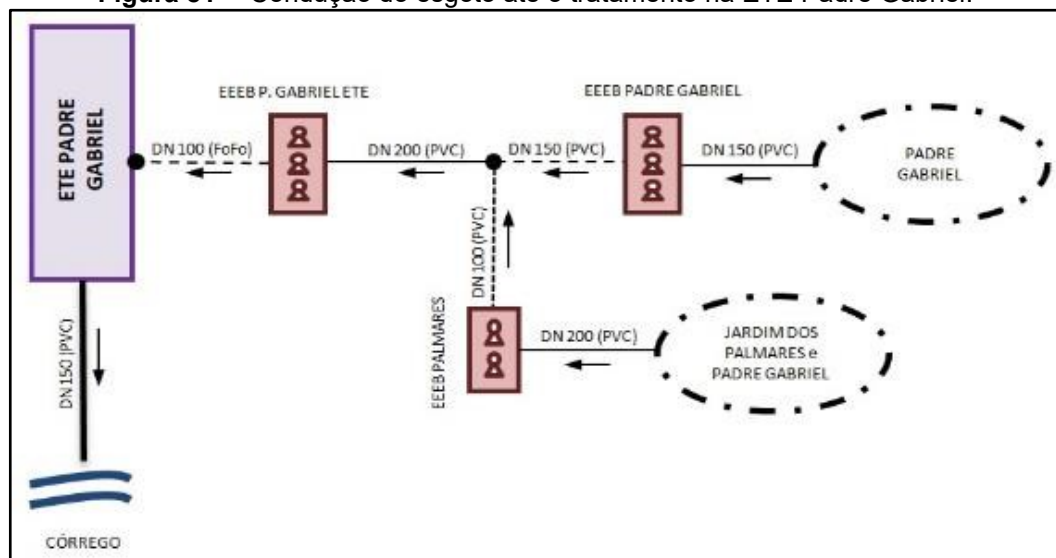 ETE PADRE
GABRIEL
EEEB P. GABRIEL ETE
EEEB PADRE GABRIEL
DN 100 (FoFo)
DN 200 (PVC)
DN 150 (PVC)
DN 150 (PVC)
PADRE
GABRIEL
DN 100 (PVC)
EEEB PALMARES
DN 200 (PVC)
JARDIM DOS
PALMARES e
PADRE GABRIEL
DN 150 (PVC)
CÓRREGO